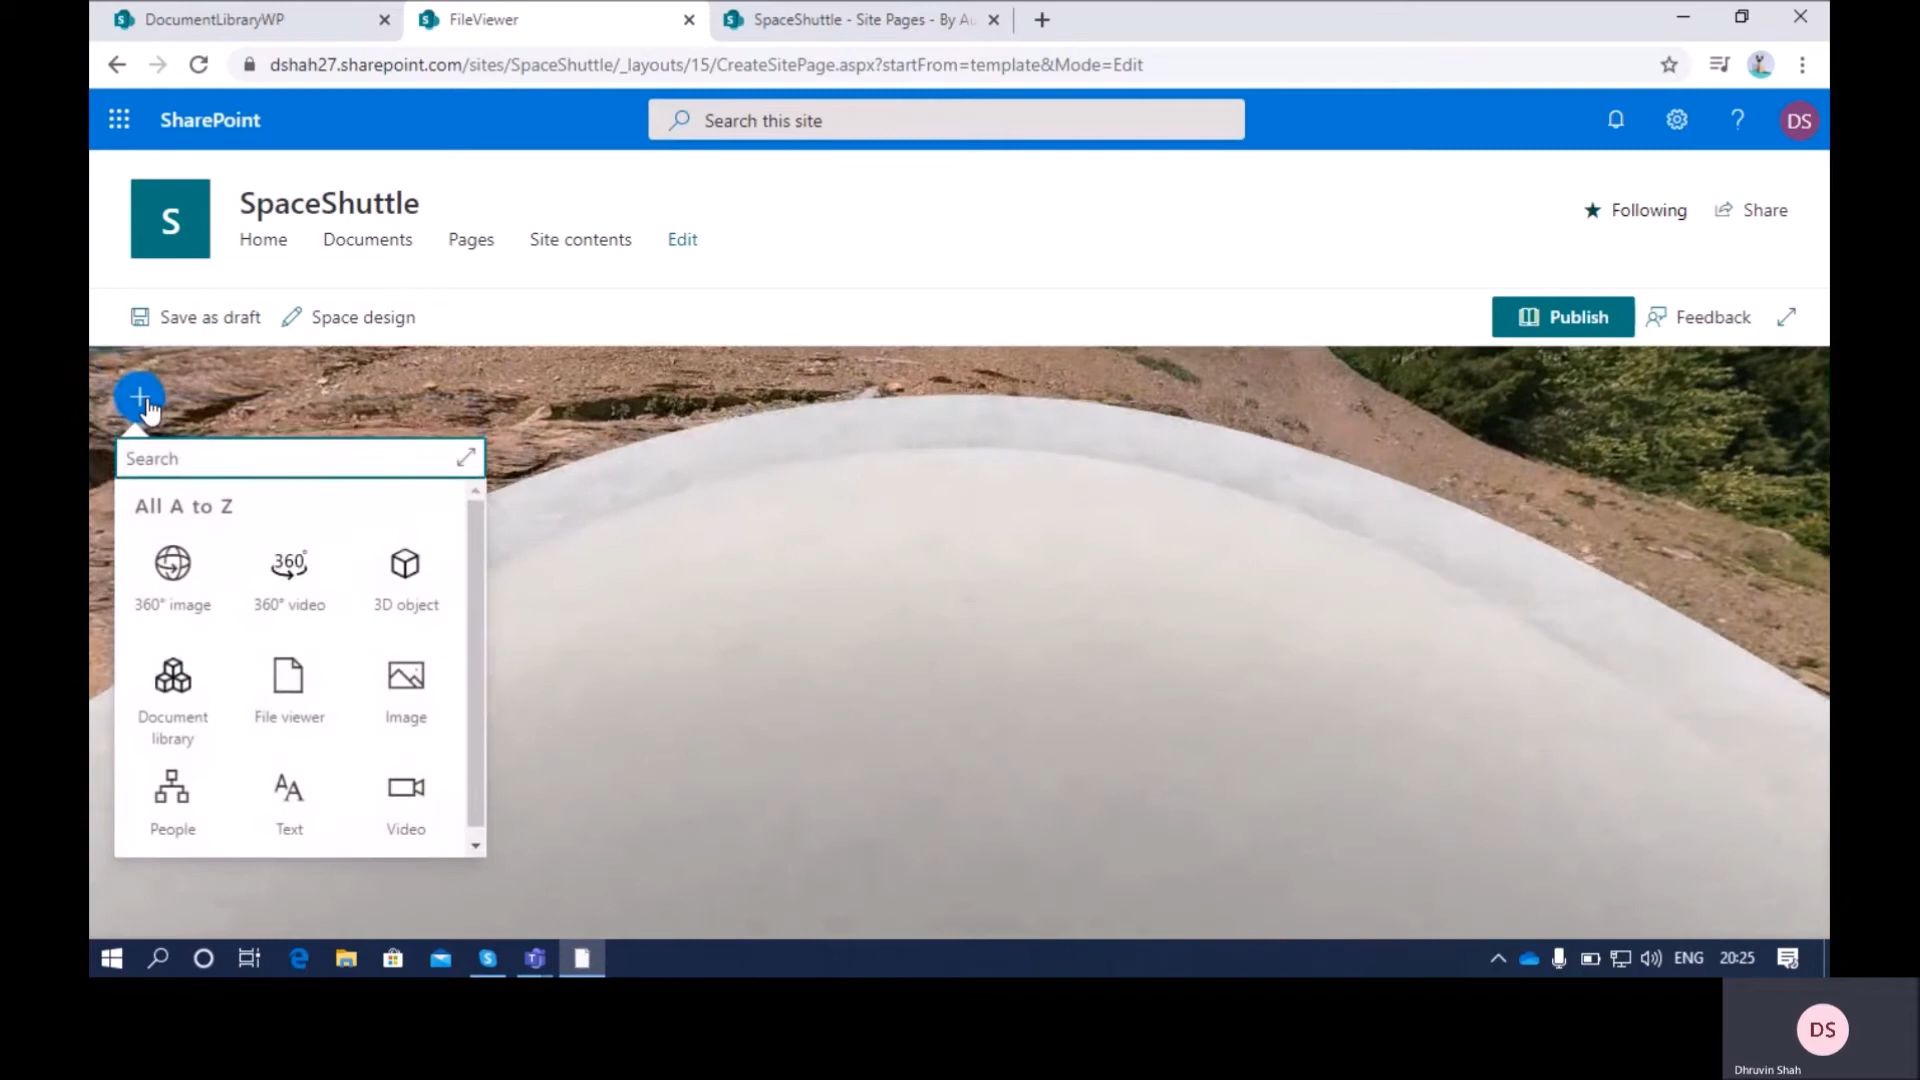 DocumentLibraryWP
FileViewer
SpaceShuttle - Site Pages - By Au
dshah27.sharepoint.com/sites/SpaceShuttle/_layouts/15/CreateSitePage.aspx?startFrom=template&Mode=Edit
SharePoint
Search this site
DS
S
SpaceShuttle
Home Documents Pages Site contents Edit
Following Share
Save as draft Space design
Publish Feedback
Search
All A to Z
360° image
360
360° video
3D object
Document
library
File viewer
Image
People
AA
Text
Video
S
T
ENG 20:25
DS
Dhruvin Shah